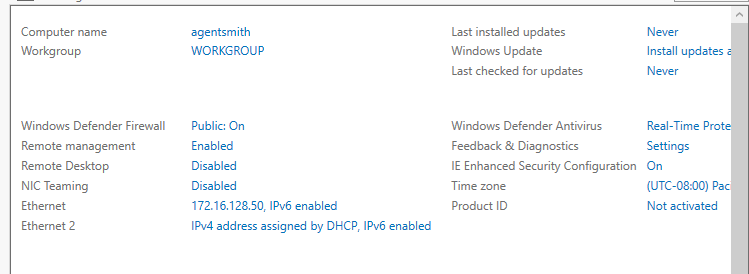 Computer name agentsmith Last installed updates Never
Workgroup WORKGROUP Windows Update Install updates
Last checked for updates Never
Windows Defender Firewall Public: On Windows Defender Antivirus Real-Time
Remote management Enabled Feedback & Diagnostics Settings
Remote Desktop Disabled IE Enhanced Security Configuration On
NIC Teaming Disabled Time zone (UTC-08:00)
Ethernet 172.16.128.50, IPv6 enabled Product ID Not activated
Ethernet 2 IPv4 address assigned by DHCP, IPv6 enabled